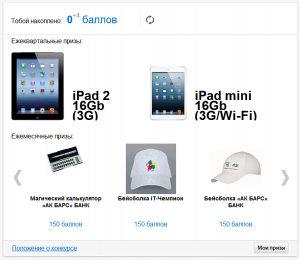 Тобой накоплено: 0+4 баллов
Ежеквартальные призы:
iPad 2
16Gb
(3G)
iPad mini
16Gb
(3G/Wi-Fi)
Ежемесячные призы:
Магический калькулятор
«АК БАРС» БАНК
150 баллов
Бейсболка IT-Чемпион
150 баллов
Бейсболка «АК БАРС»
БАНК
150 баллов
Положение о конкурсе
Мои призы